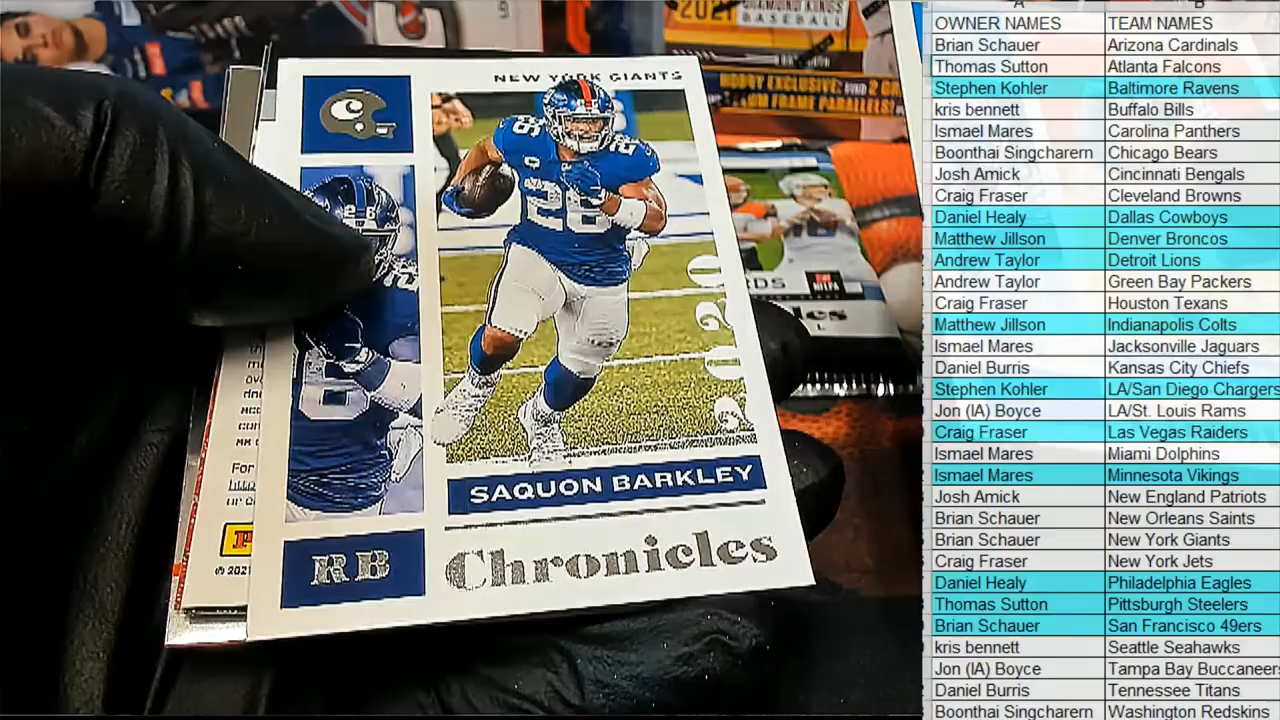 2021
BASEBALL
NEW YORK GIANTS
26
2020
SAQUON BARKLEY
RB
Chronicles
For
© 202
A B
OWNER NAMES TEAM NAMES
Brian Schauer Arizona Cardinals
Thomas Sutton Atlanta Falcons
Stephen Kohler Baltimore Ravens
kris bennett Buffalo Bills
Ismael Mares Carolina Panthers
Boonthai Singcharern Chicago Bears
Josh Amick Cincinnati Bengals
Craig Fraser Cleveland Browns
Daniel Healy Dallas Cowboys
Matthew Jillson Denver Broncos
Andrew Taylor Detroit Lions
Andrew Taylor Green Bay Packers
Craig Fraser Houston Texans
Matthew Jillson Indianapolis Colts
Ismael Mares Jacksonville Jaguars
Daniel Burris Kansas City Chiefs
Stephen Kohler LA/San Diego Chargers
Jon (IA) Boyce LA/St. Louis Rams
Craig Fraser Las Vegas Raiders
Ismael Mares Miami Dolphins
Ismael Mares Minnesota Vikings
Josh Amick New England Patriots
Brian Schauer New Orleans Saints
Brian Schauer New York Giants
Craig Fraser New York Jets
Daniel Healy Philadelphia Eagles
Thomas Sutton Pittsburgh Steelers
Brian Schauer San Francisco 49ers
kris bennett Seattle Seahawks
Jon (IA) Boyce Tampa Bay Buccaneers
Daniel Burris Tennessee Titans
Boonthai Singcharern Washington Redskins